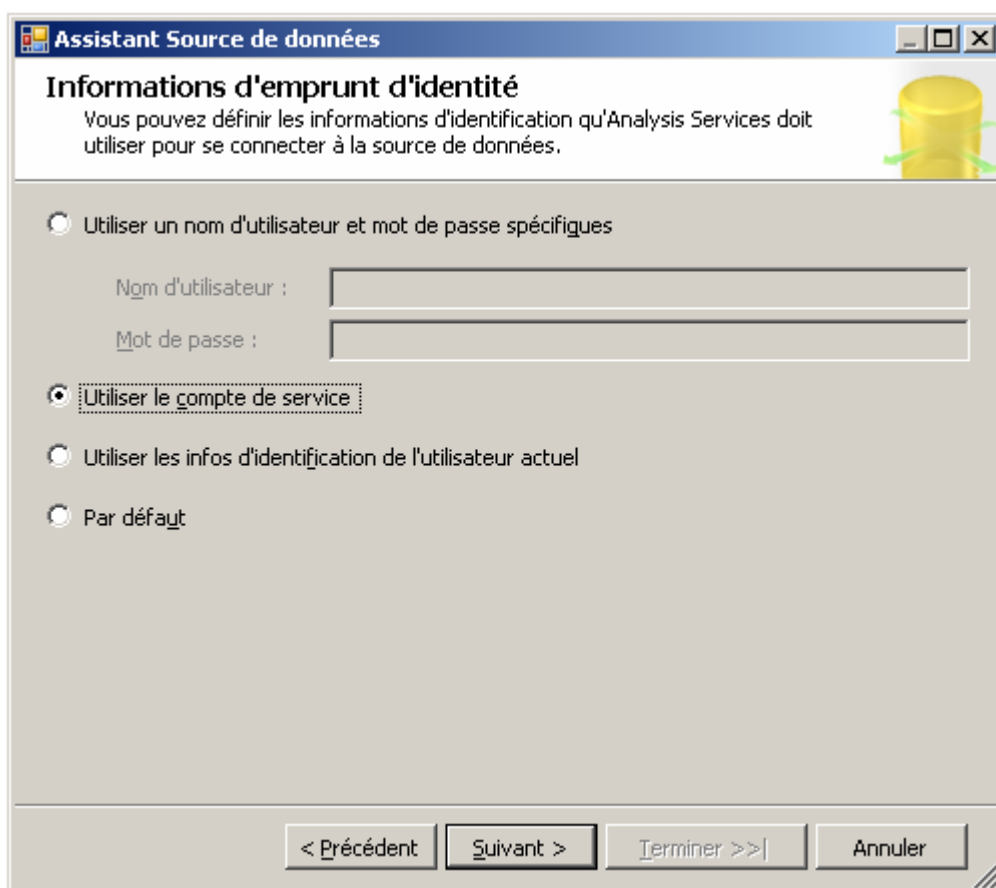 Assistant Source de données
Informations d'emprunt d'identité
Vous pouvez définir les informations d'identification qu'Analysis Services doit
utiliser pour se connecter à la source de données.
Utiliser un nom d'utilisateur et mot de passe spécifiques
Nom d'utilisateur :
Mot de passe :
Utiliser le compte de service
Utiliser les infos d'identification de l'utilisateur actuel
Par défaut
< Précédent
Suivant >
Terminer >>|
Annuler